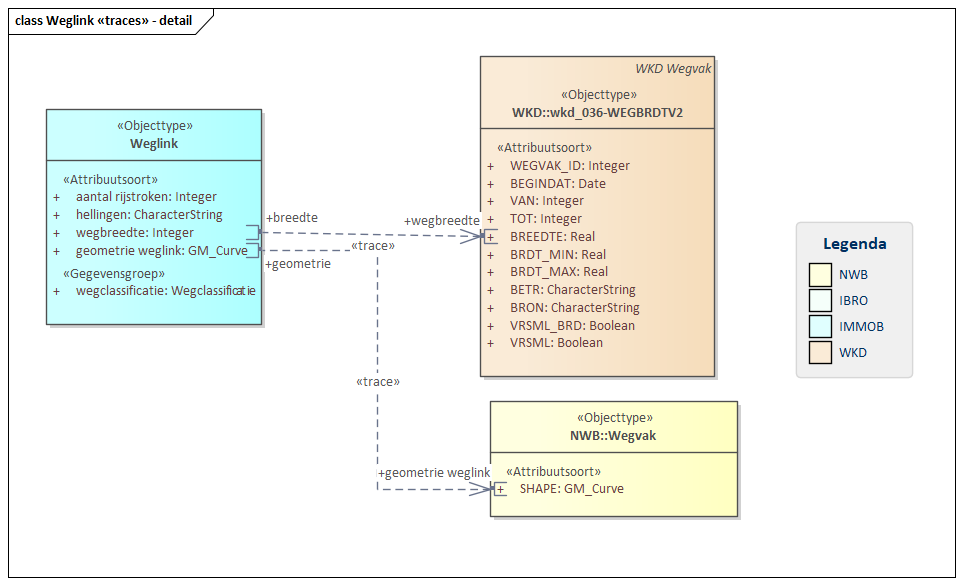 class Weglink «traces» - detail
«Objecttype»
Weglink
«Attribuutsoort»
+ aantal rijstroken: Integer
+ hellingen: CharacterString
+ wegbreedte: Integer
+ geometrie weglink: GM_Curve
«Gegevensgroep»
+ wegclassificatie: Wegclassificatie
+breedte
+wegbreedte
«trace»
+geometrie
«trace»
+geometrie weglink
WKD Wegvak
«Objecttype»
WKD::wkd_036-WEGBRDTV2
«Attribuutsoort»
+ WEGVAK_ID: Integer
+ BEGINDAT: Date
+ VAN: Integer
+ TOT: Integer
+ BREEDTE: Real
+ BRDT_MIN: Real
+ BRDT_MAX: Real
+ BETR: CharacterString
+ BRON: CharacterString
+ VRSML_BRD: Boolean
+ VRSML: Boolean
«Objecttype»
NWB::Wegvak
«Attribuutsoort»
+ SHAPE: GM_Curve
Legenda
NWB
IBRO
IMMOB
WKD